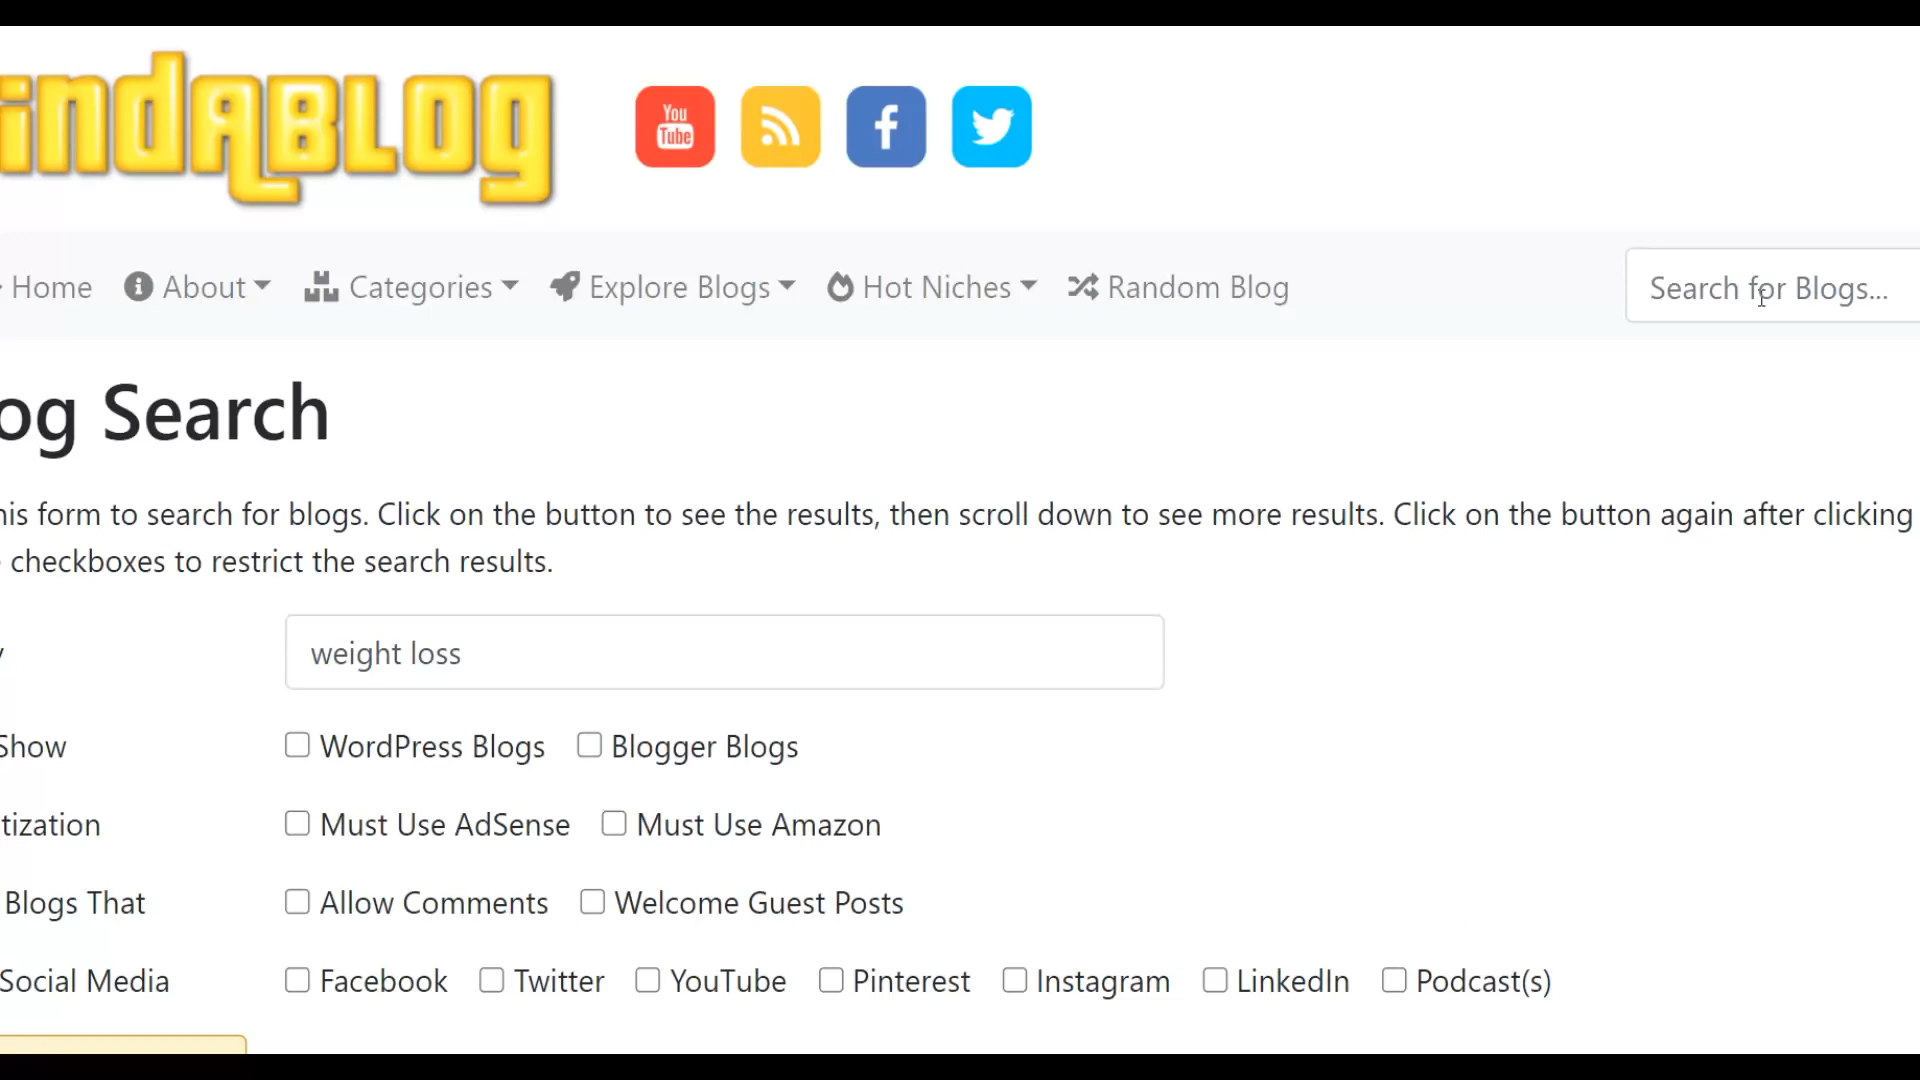 indABLOG
You
Tube
Home About Categories Explore Blogs Hot Niches Random Blog Search for Blogs...
og Search
his form to search for blogs. Click on the button to see the results, then scroll down to see more results. Click on the button again after clicking
checkboxes to restrict the search results.
weight loss
Show WordPress Blogs Blogger Blogs
tization Must Use AdSense Must Use Amazon
Blogs That Allow Comments Welcome Guest Posts
Social Media Facebook Twitter YouTube Pinterest Instagram LinkedIn Podcast(s)